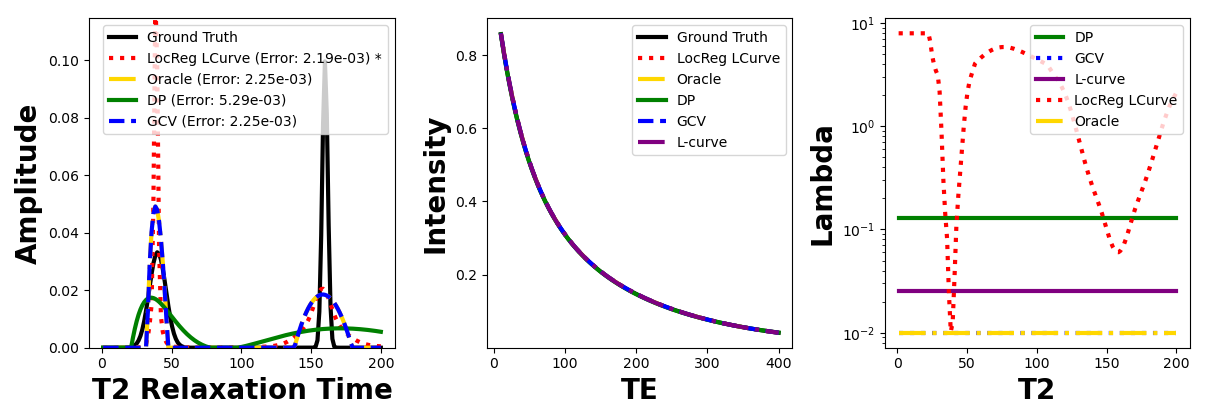 Ground Truth
LocReg LCurve (Error: 2.19e-03) *
Oracle (Error: 2.25e-03)
DP (Error: 5.29e-03)
GCV (Error: 2.25e-03)
Amplitude
0.10
0.08
0.06
0.04
0.02
0.00
0 50 100 150 200
T2 Relaxation Time
Ground Truth
LocReg LCurve
Oracle
DP
GCV
L-curve
Intensity
0.8
0.6
0.4
0.2
0 100 200 300 400
TE
DP
GCV
L-curve
LocReg LCurve
Oracle
Lambda
10¹
10⁰
10⁻¹
10⁻²
0 50 100 150 200
T2